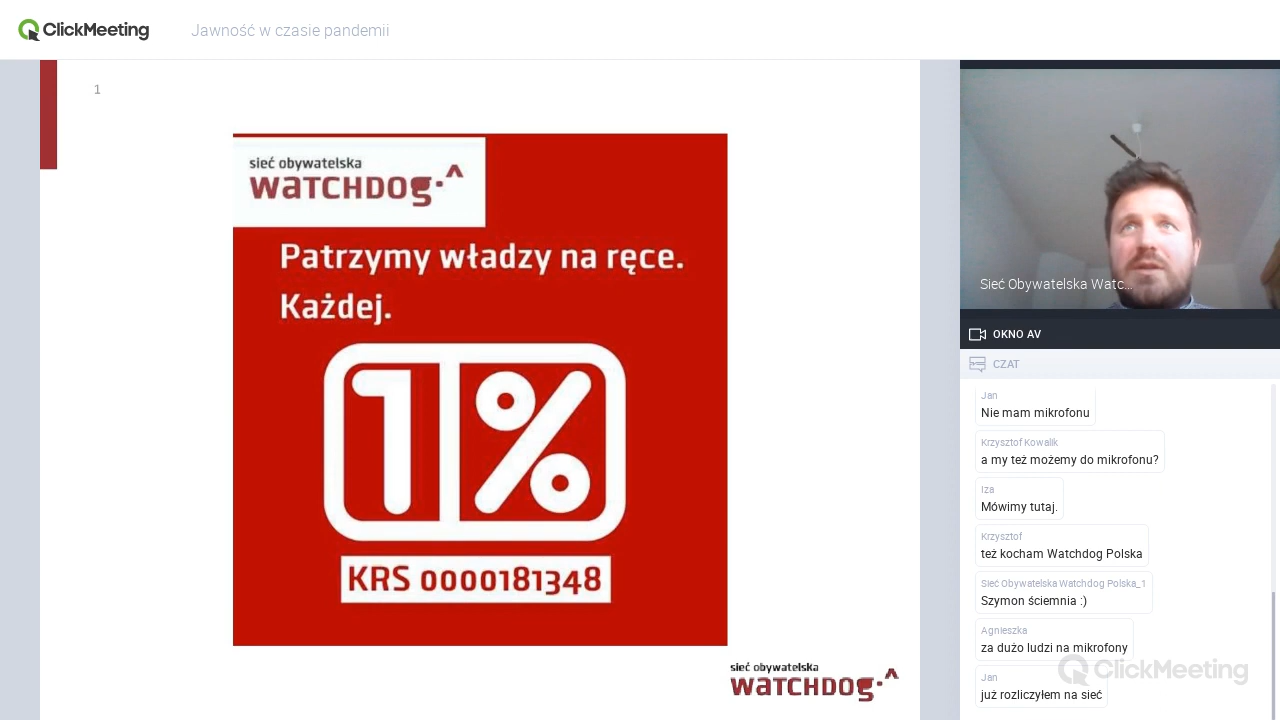 ClickMeeting
Jawność w czasie pandemii
1
sieć obywatelska
WATCHDOG
Patrzymy władzy na ręce.
Każdej.
1%
KRS 0000181348
sieć obywatelska
WATCHDOG
Sieć Obywatelska Watc...
OKNO AV
CZAT
Jan
Nie mam mikrofonu
Krzysztof Kowalik
a my też możemy do mikrofonu?
Iza
Mówimy tutaj.
Krzysztof
też kocham Watchdog Polska
Sieć Obywatelska Watchdog Polska_1
Szymon ściemnia :)
Agnieszka
za dużo ludzi na mikrofony
Jan
już rozliczyłem na sieć
ClickMeeting